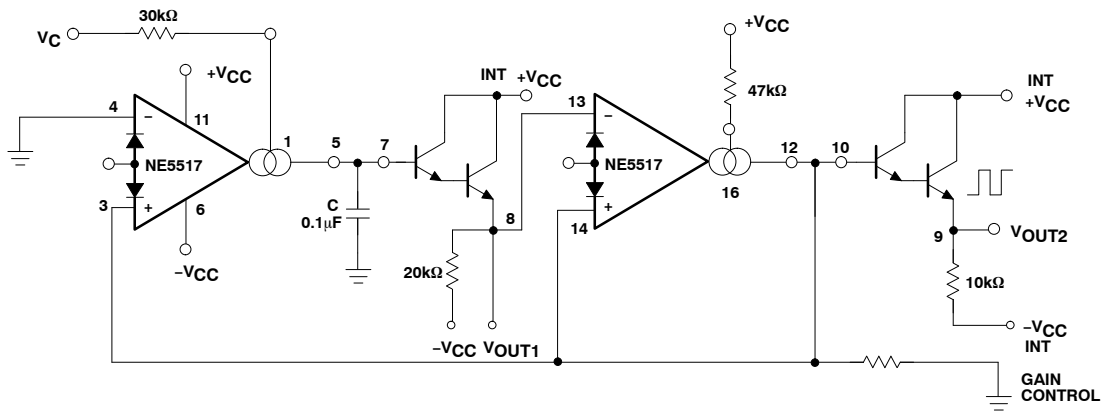 30kΩ
VC
+VCC
4
–
11
NE5517
1
5
7
3
+
6
–VCC
C
0.1μF
INT
+VCC
8
20kΩ
–VCC
VOUT1
13
–
NE5517
+
14
+VCC
47kΩ
16
12
10
INT
+VCC
9
VOUT2
10kΩ
–VCC
INT
GAIN
CONTROL